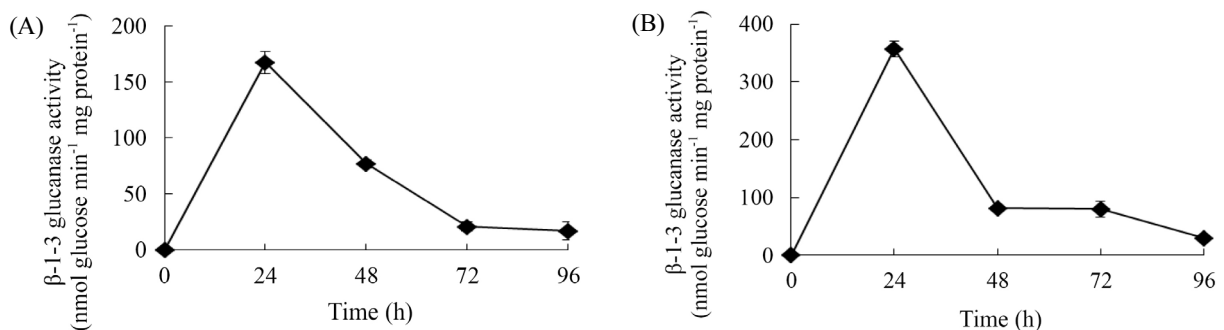 (A)
β-1-3 glucanase activity
(nmol glucose min⁻¹ mg protein⁻¹)
200
150
100
50
0
0 24 48 72 96
Time (h)
(B)
β-1-3 glucanase activity
(nmol glucose min⁻¹ mg protein⁻¹)
400
300
200
100
0
0 24 48 72 96
Time (h)